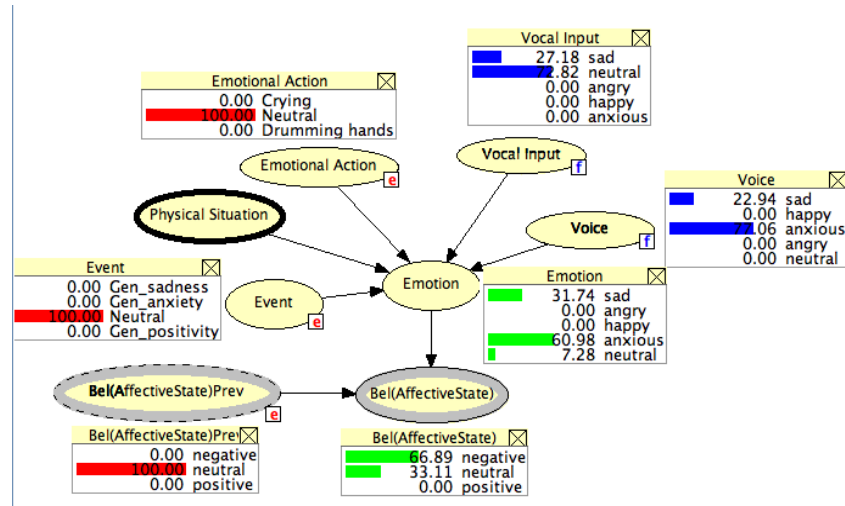 Vocal Input
27.18 sad
72.82 neutral
0.00 angry
0.00 happy
0.00 anxious
Emotional Action
0.00 Crying
100.00 Neutral
0.00 Drumming hands
Emotional Action
e
Vocal Input
f
Voice
22.94 sad
0.00 happy
77.06 anxious
0.00 angry
0.00 neutral
Physical Situation
Voice
f
Event
0.00 Gen_sadness
0.00 Gen_anxiety
100.00 Neutral
0.00 Gen_positivity
Event
e
Emotion
Emotion
31.74 sad
0.00 angry
0.00 happy
60.98 anxious
7.28 neutral
Bel(AffectiveState)Prev
e
Bel(AffectiveState)
Bel(AffectiveState)Prev
0.00 negative
100.00 neutral
0.00 positive
Bel(AffectiveState)
66.89 negative
33.11 neutral
0.00 positive